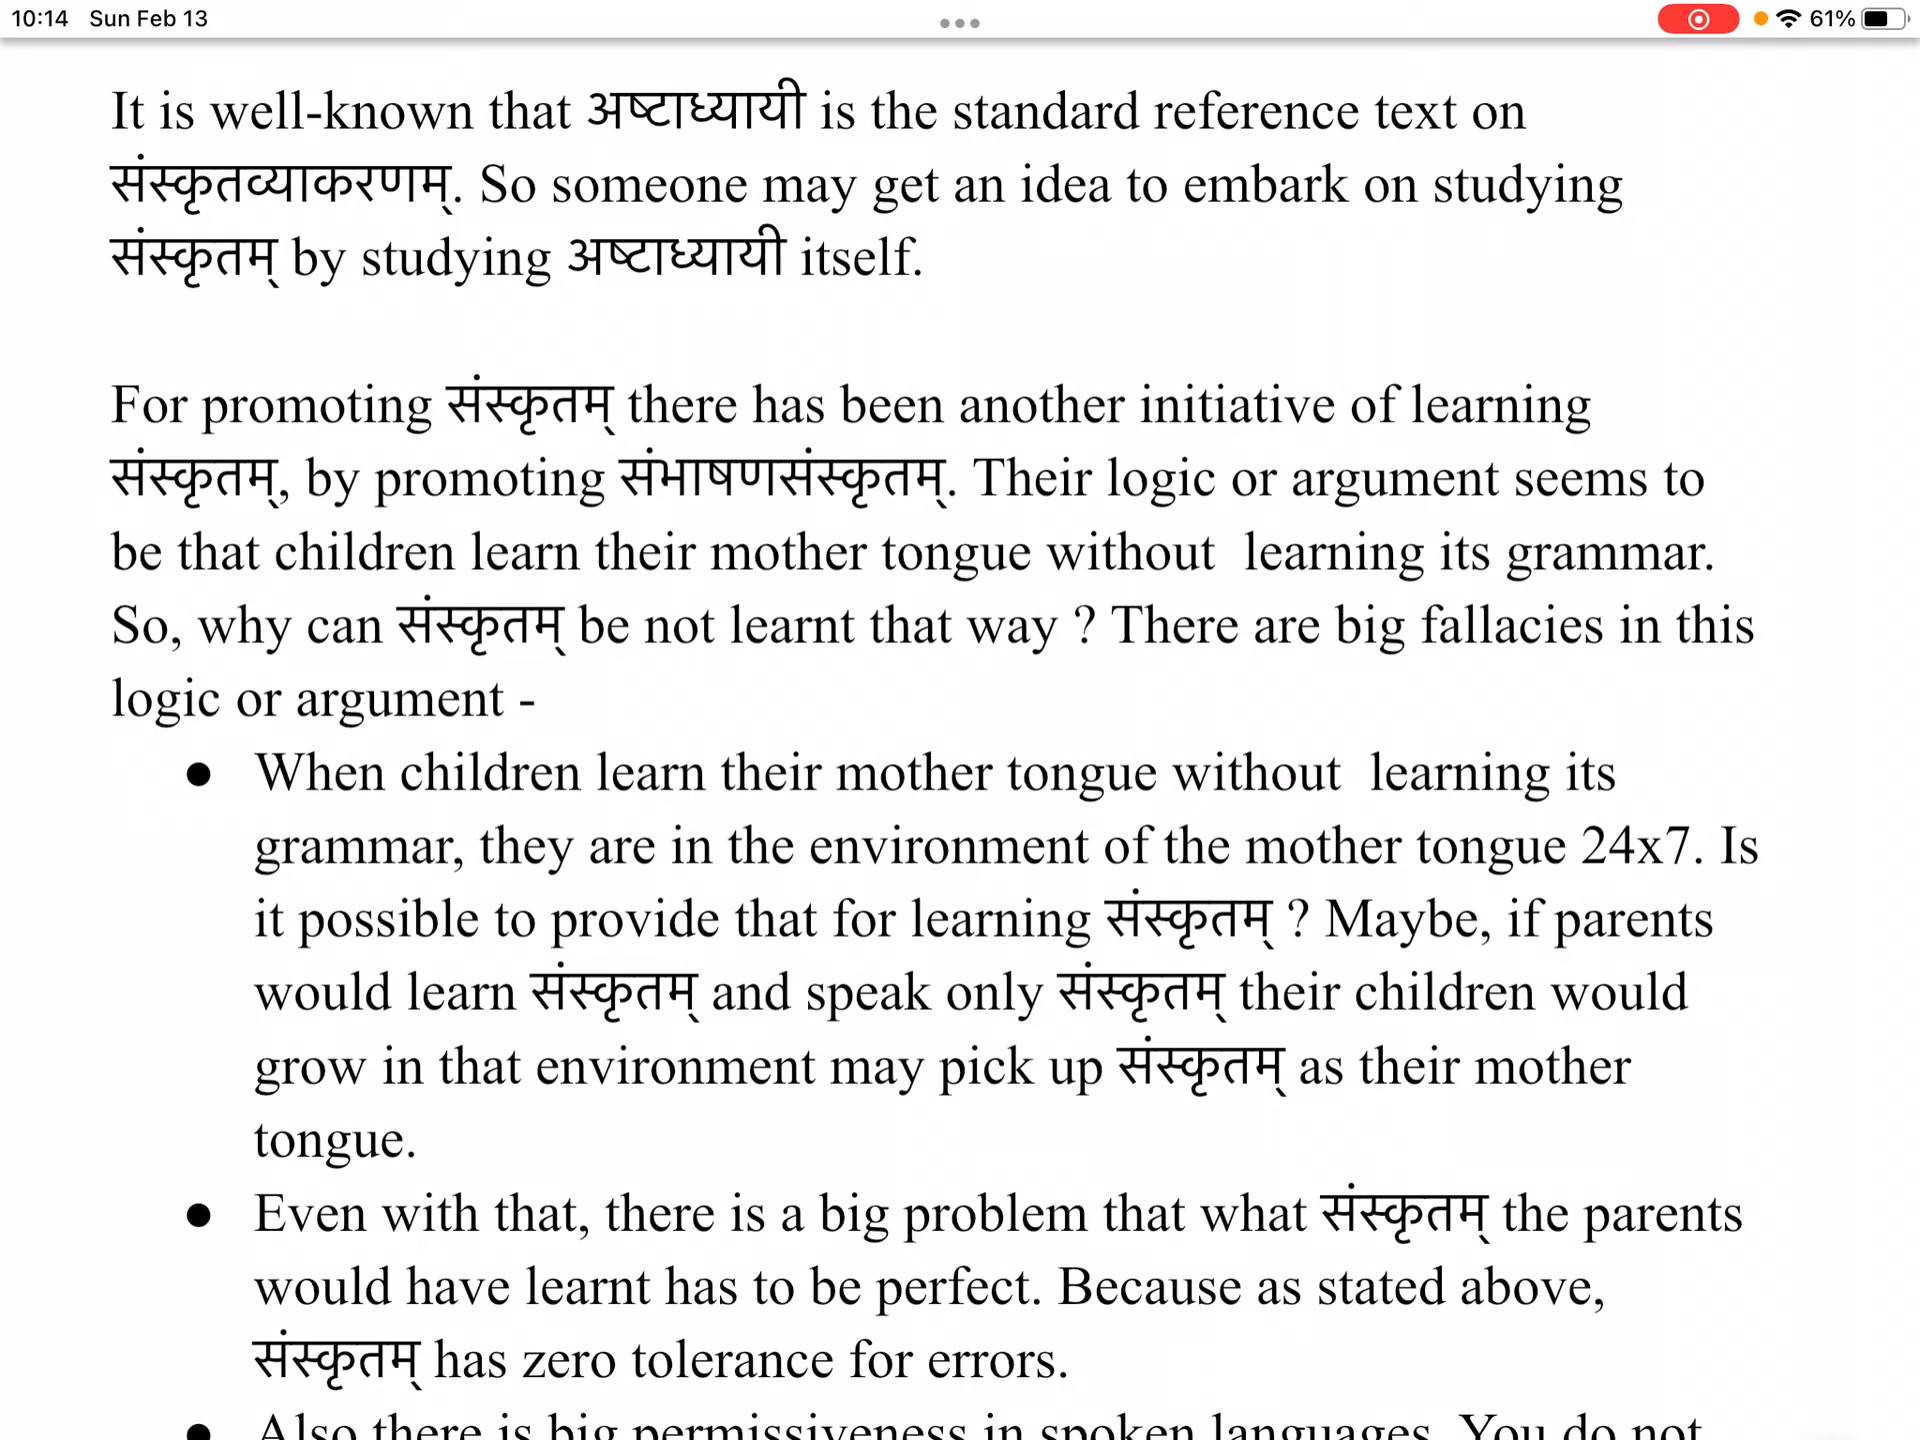 10:14 Sun Feb 13
61%
It is well-known that अष्टाध्यायी is the standard reference text on
संस्कृतव्याकरणम्. So someone may get an idea to embark on studying
संस्कृतम् by studying अष्टाध्यायी itself.
For promoting संस्कृतम् there has been another initiative of learning
संस्कृतम्, by promoting संभाषणसंस्कृतम्. Their logic or argument seems to
be that children learn their mother tongue without  learning its grammar.
So, why can संस्कृतम् be not learnt that way ? There are big fallacies in this
logic or argument -
● When children learn their mother tongue without  learning its
grammar, they are in the environment of the mother tongue 24x7. Is
it possible to provide that for learning संस्कृतम् ? Maybe, if parents
would learn संस्कृतम् and speak only संस्कृतम् their children would
grow in that environment may pick up संस्कृतम् as their mother
tongue.
● Even with that, there is a big problem that what संस्कृतम् the parents
would have learnt has to be perfect. Because as stated above,
संस्कृतम् has zero tolerance for errors.
● Also there is big permissiveness in spoken languages. You do not